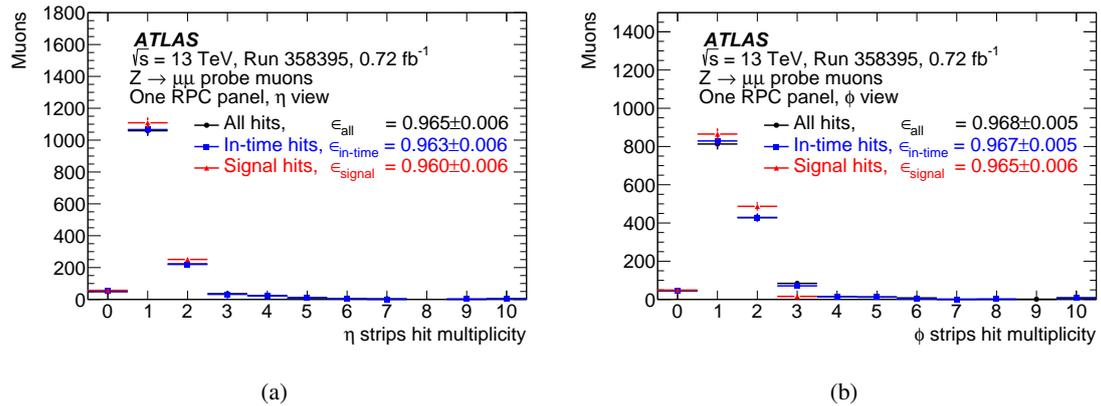 Muons
1800
1600
1400
1200
1000
800
600
400
200
0
ATLAS
√s = 13 TeV, Run 358395, 0.72 fb⁻¹
Z → μμ probe muons
One RPC panel, η view
All hits, ϵ_all = 0.965±0.006
In-time hits, ϵ_in-time = 0.963±0.006
Signal hits, ϵ_signal = 0.960±0.006
0 1 2 3 4 5 6 7 8 9 10
η strips hit multiplicity
(a)
Muons
1400
1200
1000
800
600
400
200
0
ATLAS
√s = 13 TeV, Run 358395, 0.72 fb⁻¹
Z → μμ probe muons
One RPC panel, ϕ view
All hits, ϵ_all = 0.968±0.005
In-time hits, ϵ_in-time = 0.967±0.005
Signal hits, ϵ_signal = 0.965±0.006
0 1 2 3 4 5 6 7 8 9 10
ϕ strips hit multiplicity
(b)